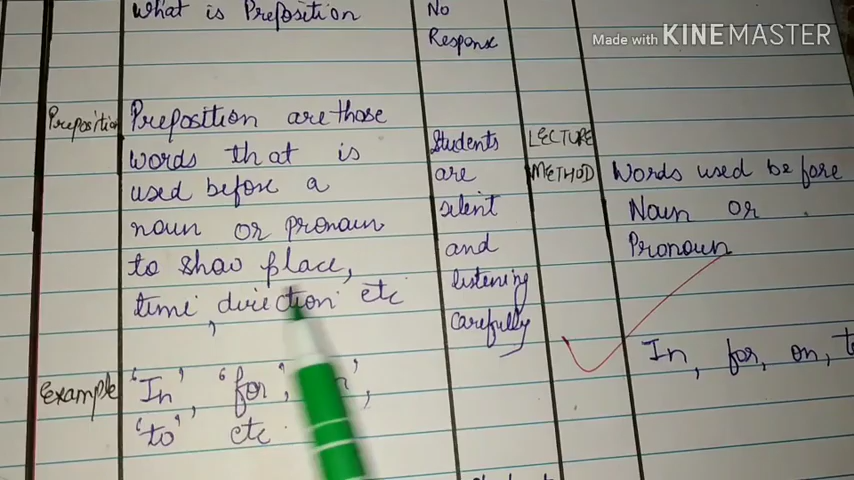 What is Preposition
No
Response
Made with KINEMASTER
Preposition
Preposition are those
words that is
used before a
noun or pronoun
to show place,
time, direction etc
Students
are
silent
and
listening
carefully
LECTURE
METHOD
Words used before
Noun or
Pronoun
Example
'In', 'for',
'to' etc
In, for, on,